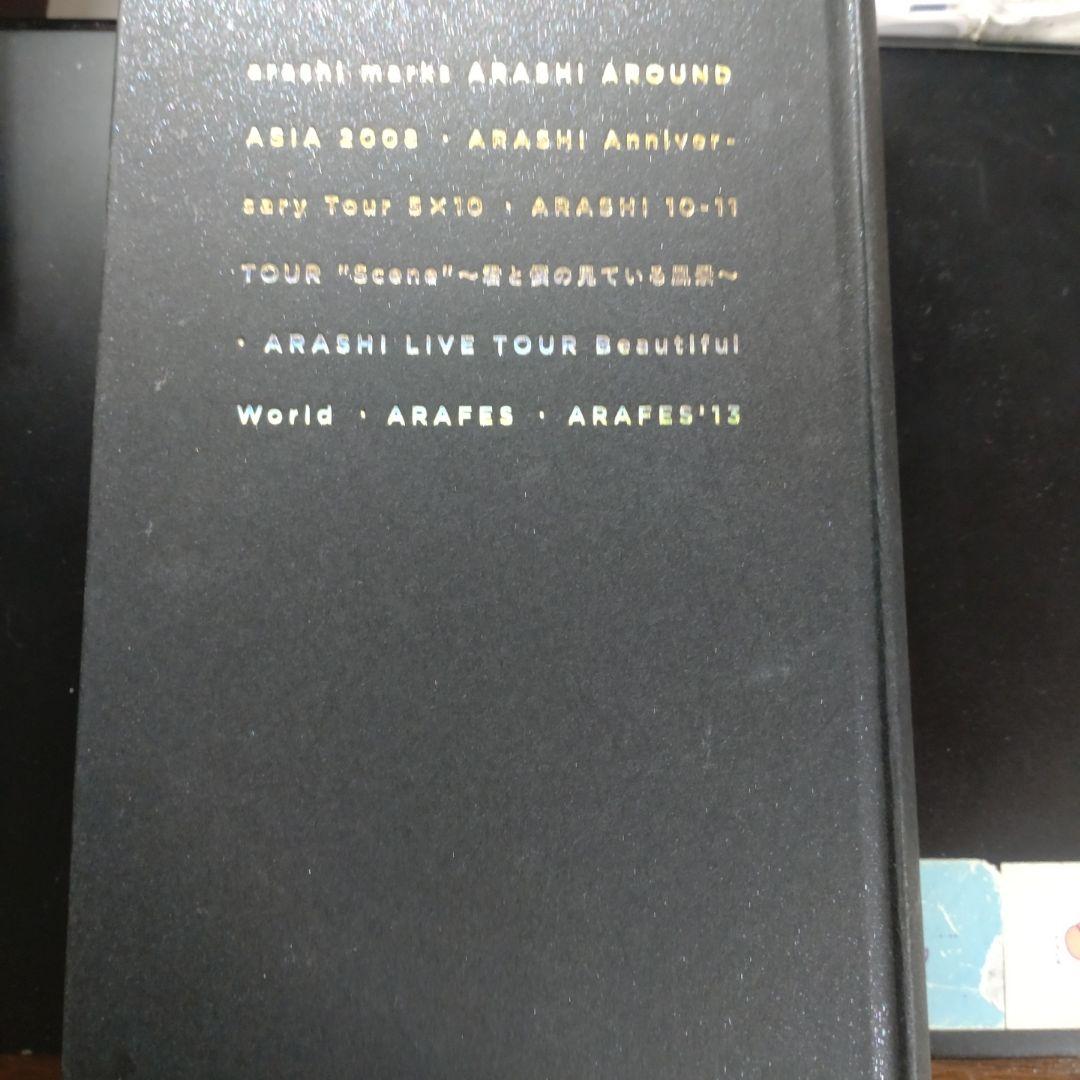 arashi marks ARASHI AROUND
ASIA 2008 · ARASHI Anniver-
sary Tour 5×10 · ARASHI 10-11
TOUR "Scene"～君と僕の見ている風景～
· ARASHI LIVE TOUR Beautiful
World · ARAFES · ARAFES'13